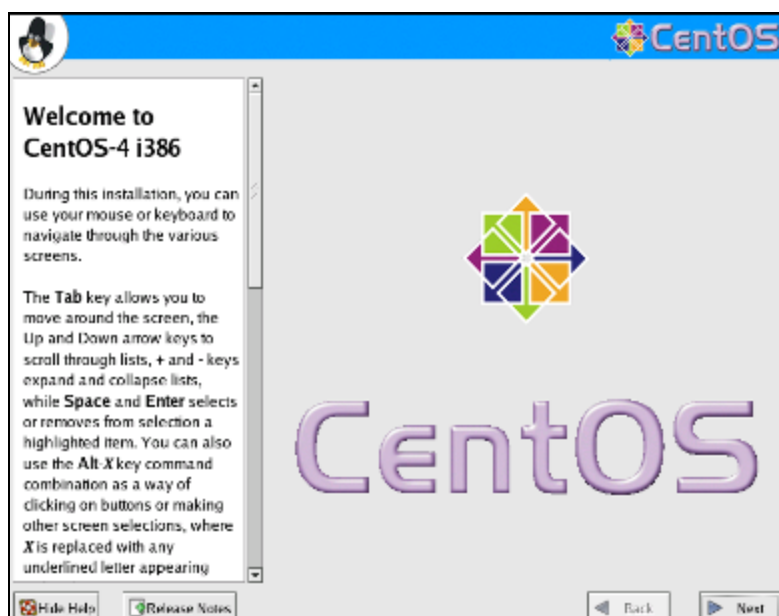 CentOS
Welcome to
CentOS-4 i386
During this installation, you can
use your mouse or keyboard to
navigate through the various
screens.
The Tab key allows you to
move around the screen, the
Up and Down arrow keys to
scroll through lists, + and - keys
expand and collapse lists,
while Space and Enter selects
or removes from selection a
highlighted item. You can also
use the Alt-X key command
combination as a way of
clicking on buttons or making
other screen selections, where
X is replaced with any
underlined letter appearing
CentOS
Hide Help
Release Notes
Back
Next